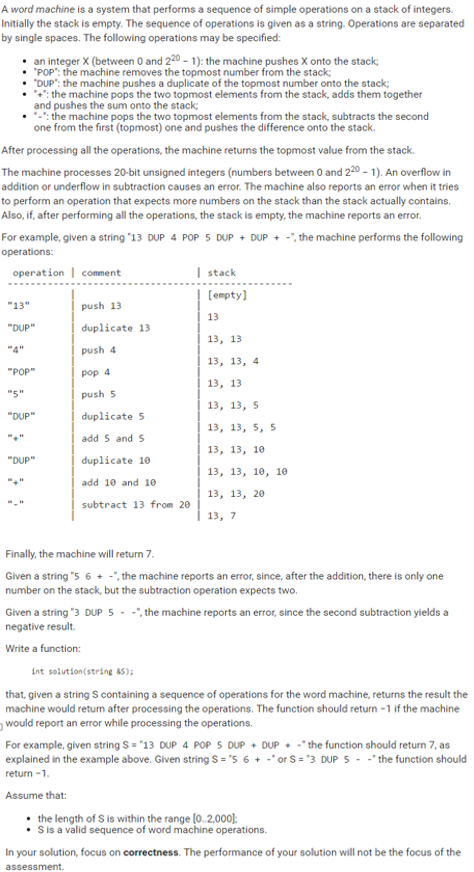 A word machine is a system that performs a sequence of simple operations on a stack of integers.
Initially the stack is empty. The sequence of operations is given as a string. Operations are separated
by single spaces. The following operations may be specified:
• an integer X (between 0 and 2²⁰ - 1): the machine pushes X onto the stack;
• "POP": the machine removes the topmost number from the stack;
• "DUP": the machine pushes a duplicate of the topmost number onto the stack;
• "+": the machine pops the two topmost elements from the stack, adds them together
and pushes the sum onto the stack;
• "-": the machine pops the two topmost elements from the stack, subtracts the second
one from the first (topmost) one and pushes the difference onto the stack.
After processing all the operations, the machine returns the topmost value from the stack.
The machine processes 20-bit unsigned integers (numbers between 0 and 2²⁰ - 1). An overflow in
addition or underflow in subtraction causes an error. The machine also reports an error when it tries
to perform an operation that expects more numbers on the stack than the stack actually contains.
Also, if, after performing all the operations, the stack is empty, the machine reports an error.
For example, given a string "13 DUP 4 POP 5 DUP + DUP + -", the machine performs the following
operations:
operation | comment | stack
---------------------------------------------------
| | [empty]
"13" | push 13 |
| | 13
"DUP" | duplicate 13 |
| | 13, 13
"4" | push 4 |
| | 13, 13, 4
"POP" | pop 4 |
| | 13, 13
"5" | push 5 |
| | 13, 13, 5
"DUP" | duplicate 5 |
| | 13, 13, 5, 5
"+" | add 5 and 5 |
| | 13, 13, 10
"DUP" | duplicate 10 |
| | 13, 13, 10, 10
"+" | add 10 and 10 |
| | 13, 13, 20
"-" | subtract 13 from 20 |
| | 13, 7
Finally, the machine will return 7.
Given a string "5 6 + -", the machine reports an error, since, after the addition, there is only one
number on the stack, but the subtraction operation expects two.
Given a string "3 DUP 5 - -", the machine reports an error, since the second subtraction yields a
negative result.
Write a function:
int solution(string &S);
that, given a string S containing a sequence of operations for the word machine, returns the result the
machine would return after processing the operations. The function should return -1 if the machine
would report an error while processing the operations.
For example, given string S = "13 DUP 4 POP 5 DUP + DUP + -" the function should return 7, as
explained in the example above. Given string S = "5 6 + -" or S = "3 DUP 5 - -" the function should
return -1.
Assume that:
• the length of S is within the range [0..2,000];
• S is a valid sequence of word machine operations.
In your solution, focus on correctness. The performance of your solution will not be the focus of the
assessment.